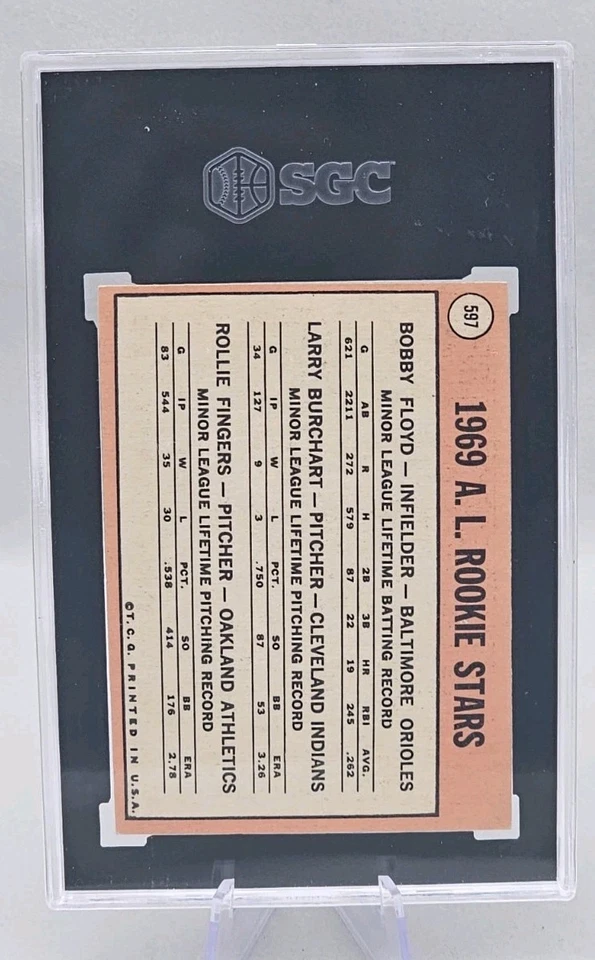 SGC
597
1969 A. L. ROOKIE STARS
BOBBY FLOYD — INFIELDER — BALTIMORE ORIOLES
MINOR LEAGUE LIFETIME BATTING RECORD
G AB R H 2B 3B HR RBI AVG.
621 2211 272 579 87 22 19 245 .262
LARRY BURCHART — PITCHER — CLEVELAND INDIANS
MINOR LEAGUE LIFETIME PITCHING RECORD
G IP W L PCT. SO BB ERA
34 127 9 3 .750 87 53 3.26
ROLLIE FINGERS — PITCHER — OAKLAND ATHLETICS
MINOR LEAGUE LIFETIME PITCHING RECORD
G IP W L PCT. SO BB ERA
83 544 35 30 .538 414 176 2.78
© T. C. G. PRINTED IN U.S.A.